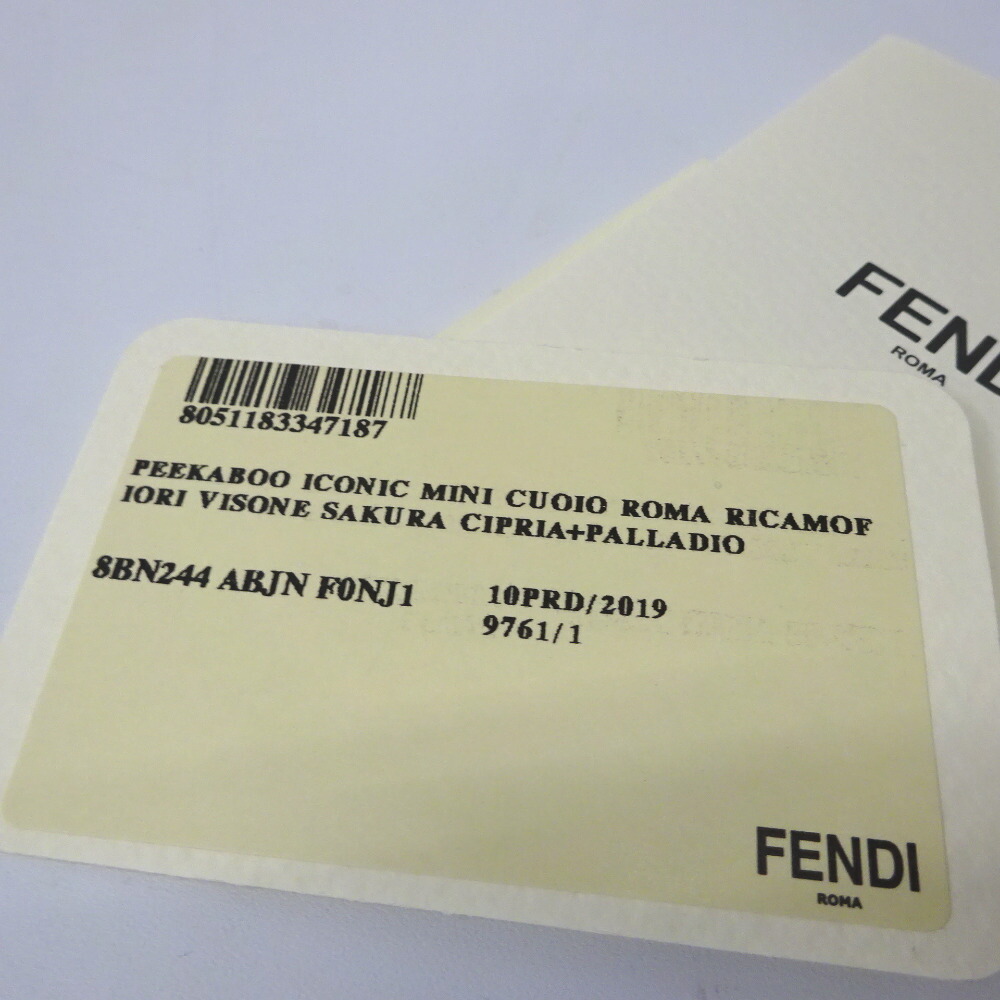 FENDI
ROMA
8051183347187
PEEKABOO ICONIC MINI CUOIO ROMA RICAMOF
IORI VISONE SAKURA CIPRIA+PALLADIO
8BN244 ABJN F0NJ1 10PRD/2019
9761/1
FENDI
ROMA